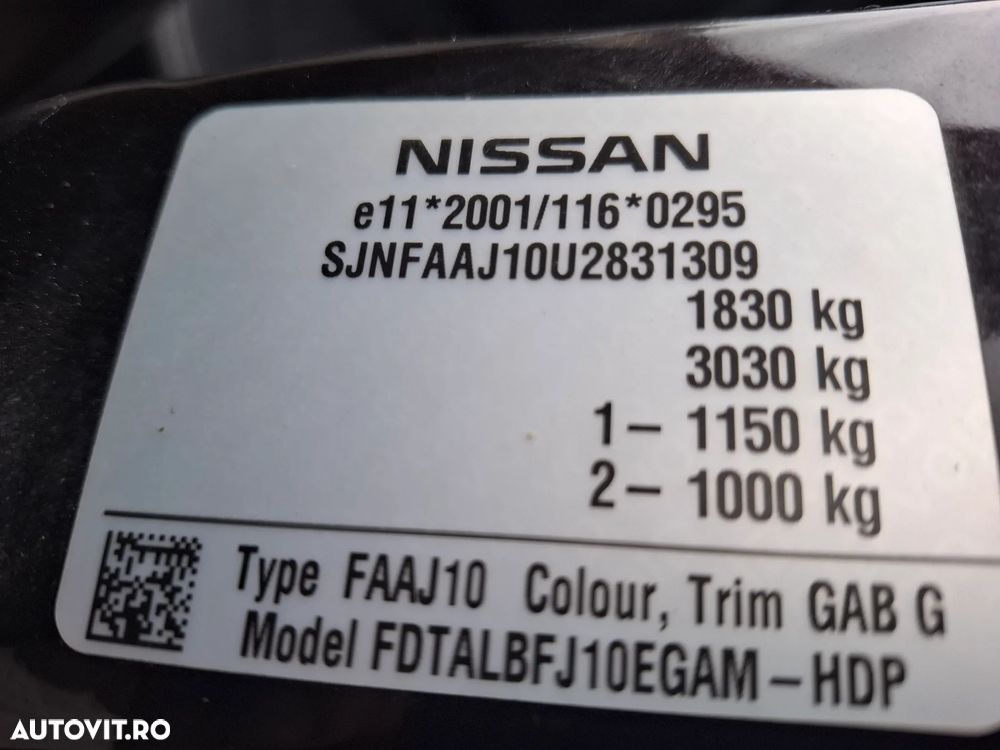 NISSAN
e11*2001/116*0295
SJNFAAJ10U2831309
1830 kg
3030 kg
1– 1150 kg
2– 1000 kg
Type FAAJ10 Colour, Trim GAB G
Model FDTALBFJ10EGAM–HDP
AUTOVIT.RO